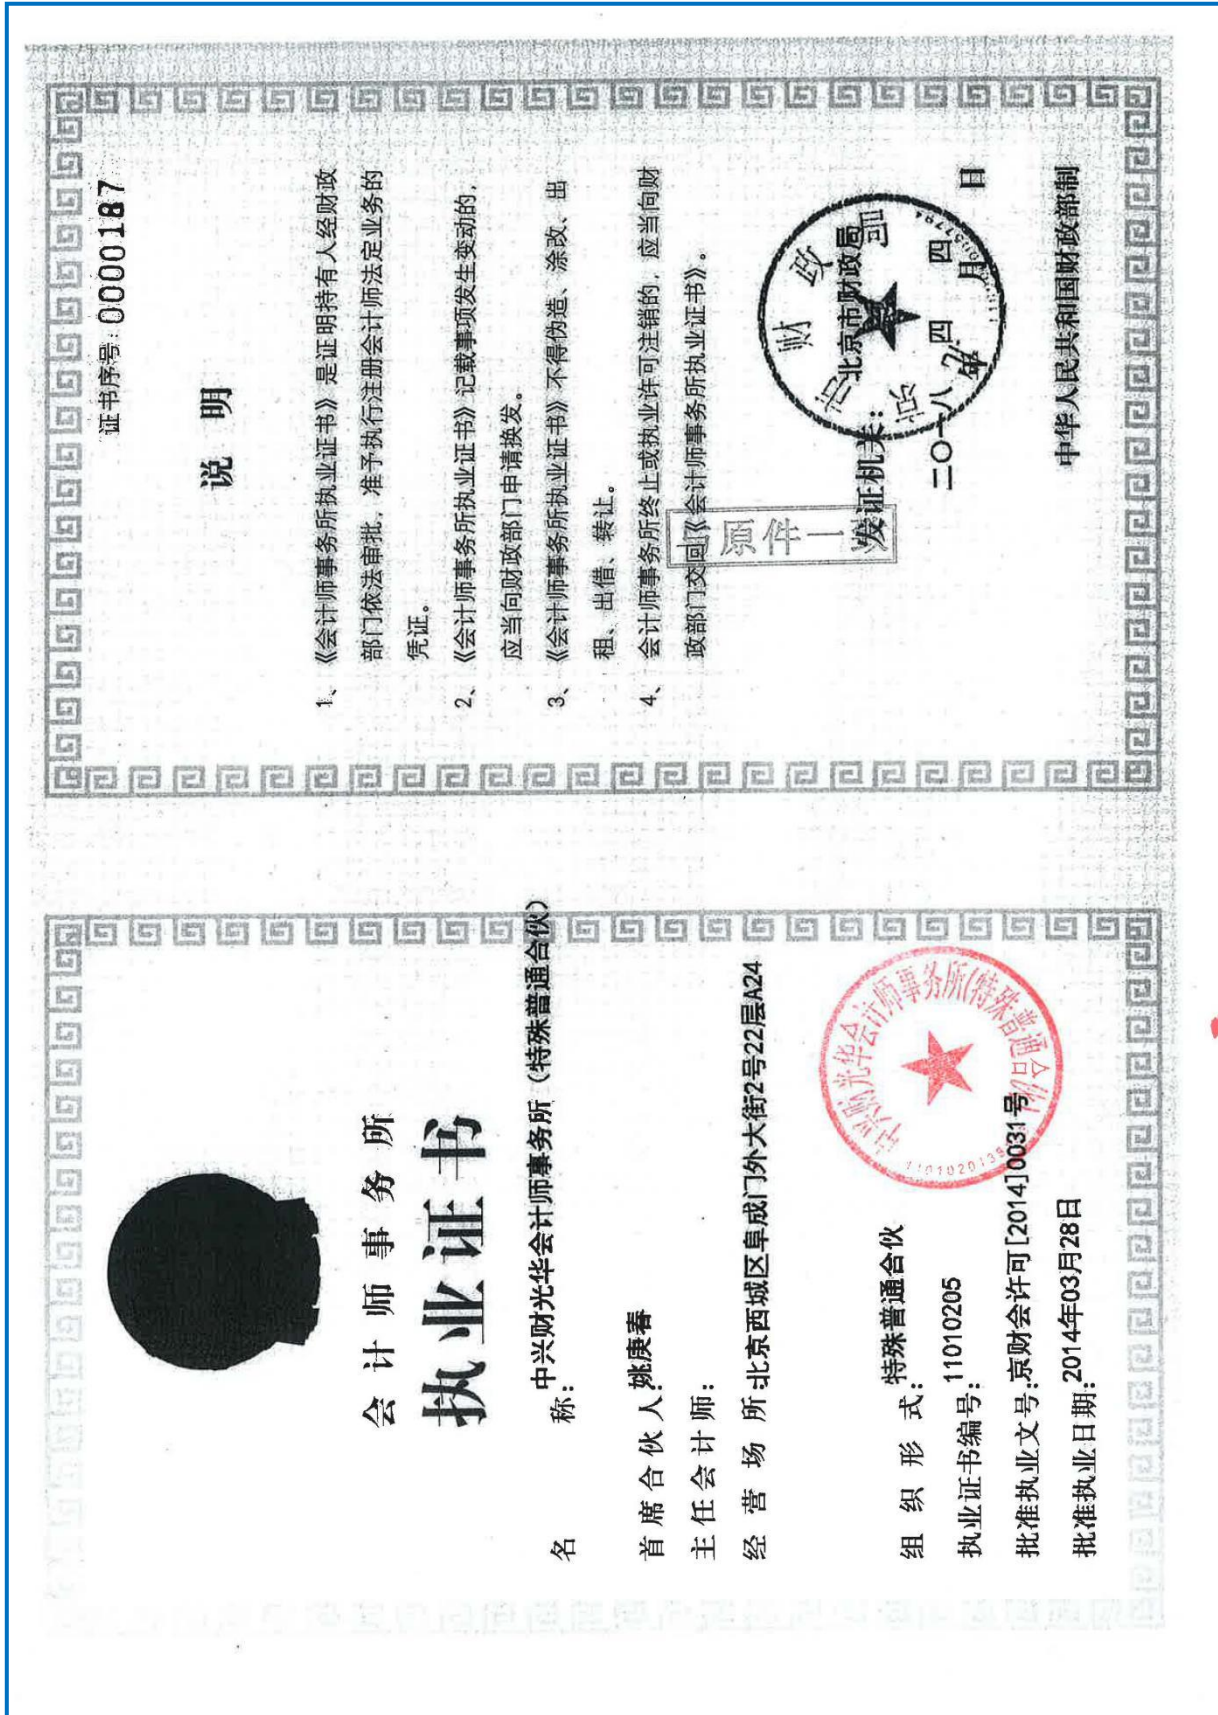 会计师事务所
执业证书
名称：中兴财光华会计师事务所（特殊普通合伙）
首席合伙人：姚庚春
主任会计师：
经营场所：北京西城区阜成门外大街2号22层A24
组织形式：特殊普通合伙
执业证书编号：11010205
批准执业文号：京财会许可[2014]0031号
批准执业日期：2014年03月28日
中兴财光华会计师事务所(特殊普通合伙)
证书序号：0000187
说明
1、《会计师事务所执业证书》是证明持有人经财政
部门依法审批，准予执行注册会计师法定业务的
凭证。
2、《会计师事务所执业证书》记载事项发生变动的，
应当向财政部门申请换发。
3、《会计师事务所执业证书》不得伪造、涂改、出
租、出借、转让。
4、会计师事务所终止或执业许可注销的，应当向财
政部门交回《会计师事务所执业证书》。
原件一
发证机关：北京市财政局
二〇一八年四月四日
中华人民共和国财政部制